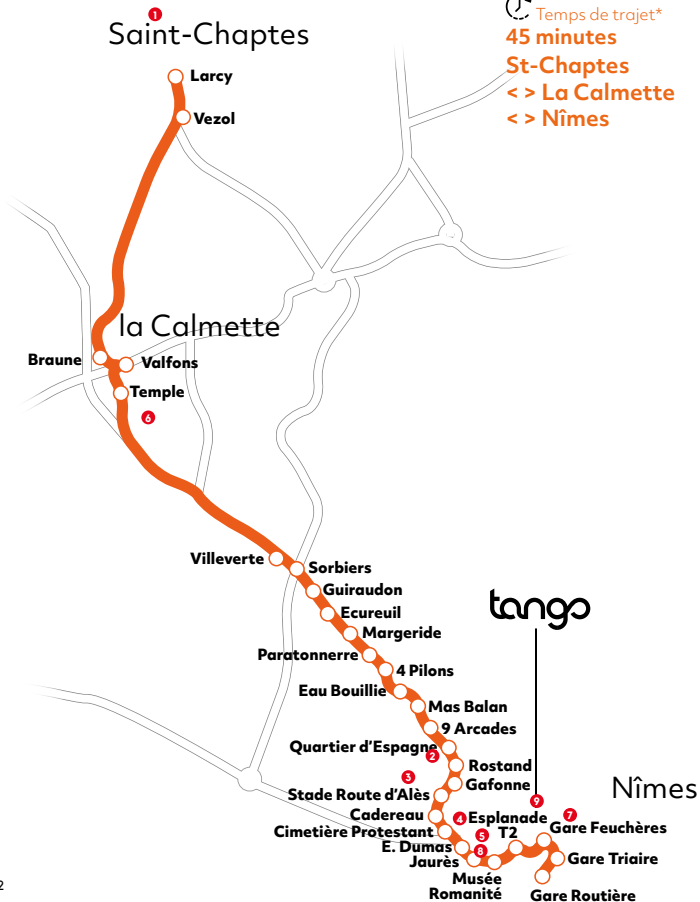 1
Saint-Chaptes
Temps de trajet*
45 minutes
St-Chaptes
< > La Calmette
< > Nîmes
Larcy
Vezol
la Calmette
Braune
Valfons
Temple
6
Villeverte
Sorbiers
Guiraudon
Ecureuil
tango
Margeride
Paratonnerre
4 Pilons
Eau Bouillie
Mas Balan
9 Arcades
Quartier d'Espagne
2
Rostand
3
Gafonne
Nîmes
Stade Route d'Alès
9
7
Cadereau
4
Esplanade
T2
Gare Feuchères
Cimetière Protestant
5
E. Dumas
8
Jaurès
Gare Triaire
Musée
Romanité
Gare Routière
2